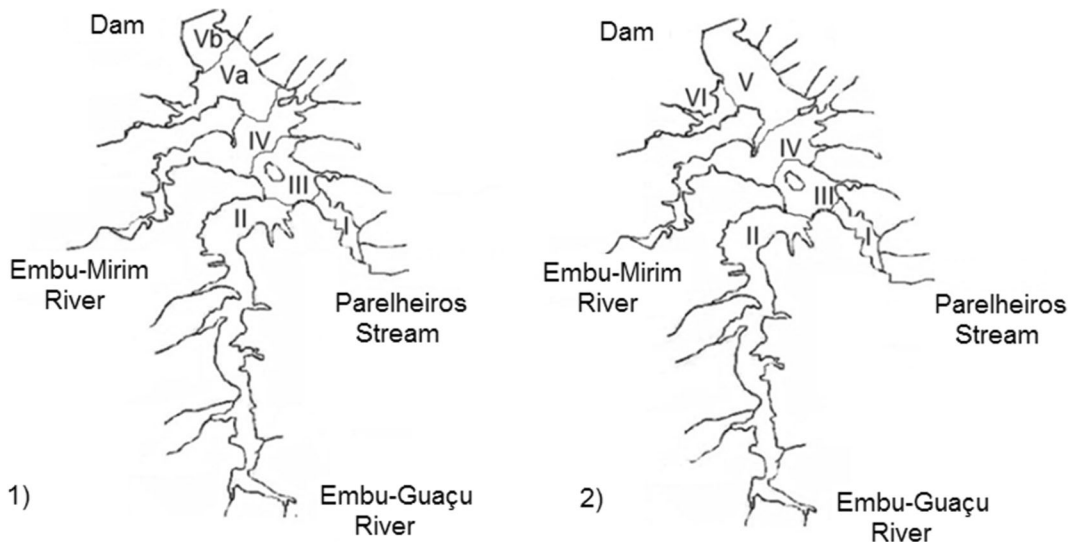 Dam
Vb
Va
IV
III
II
I
Embu-Mirim
River
Parelheiros
Stream
1)
Embu-Guaçu
River
Dam
V
VI
IV
III
II
I
Embu-Mirim
River
Parelheiros
Stream
2)
Embu-Guaçu
River